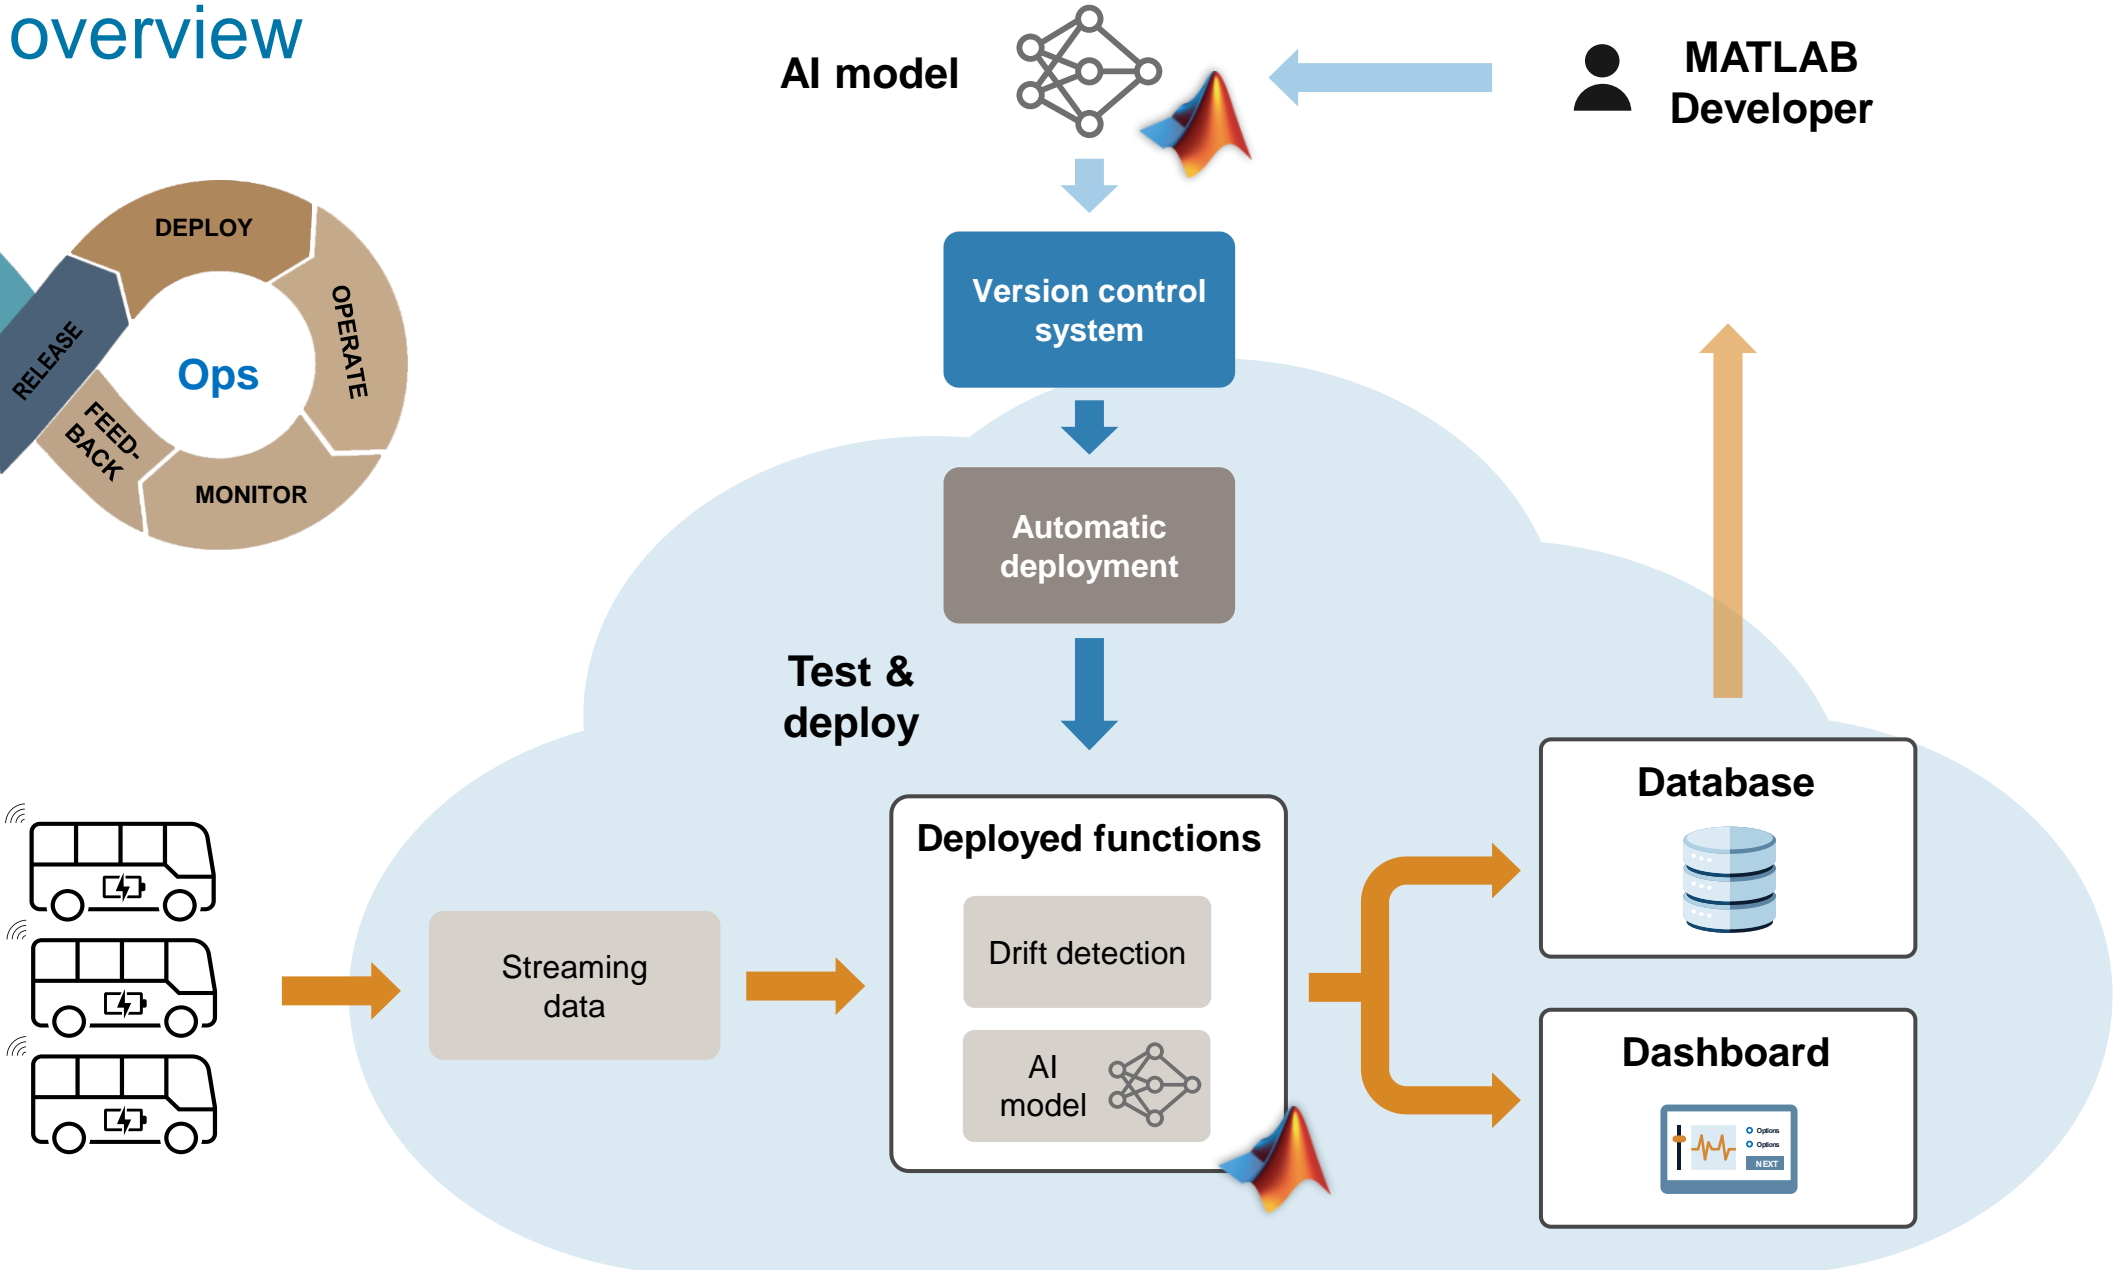 overview
AI model
MATLAB
Developer
DEPLOY
OPERATE
RELEASE
Ops
FEED-
BACK
MONITOR
Version control
system
Automatic
deployment
Test &
deploy
Database
Deployed functions
Drift detection
Streaming
data
AI
model
Dashboard
Options
Options
NEXT